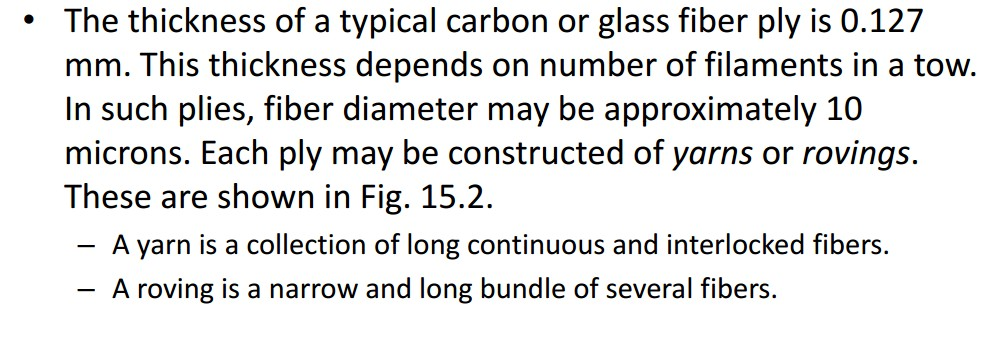 • The thickness of a typical carbon or glass fiber ply is 0.127
mm. This thickness depends on number of filaments in a tow.
In such plies, fiber diameter may be approximately 10
microns. Each ply may be constructed of yarns or rovings.
These are shown in Fig. 15.2.
– A yarn is a collection of long continuous and interlocked fibers.
– A roving is a narrow and long bundle of several fibers.